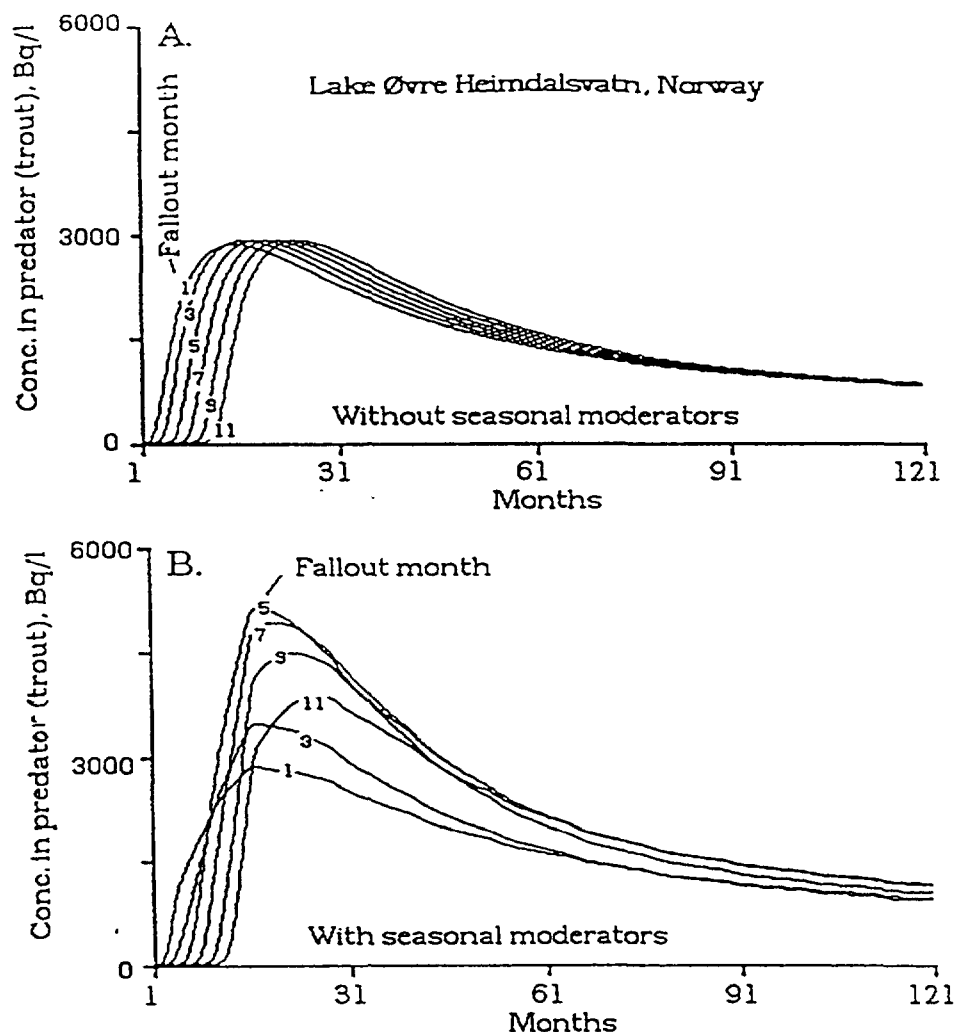 6000
A.
Lake Øvre Heimdalsvatn, Norway
Fallout month
Conc. in predator (trout), Bq/l
3000
1
3
5
7
9
11
Without seasonal moderators
0
1
31
61
91
121
Months
6000
B.
Fallout month
Conc. in predator (trout), Bq/l
5
7
9
11
3
1
3000
With seasonal moderators
0
1
31
61
91
121
Months